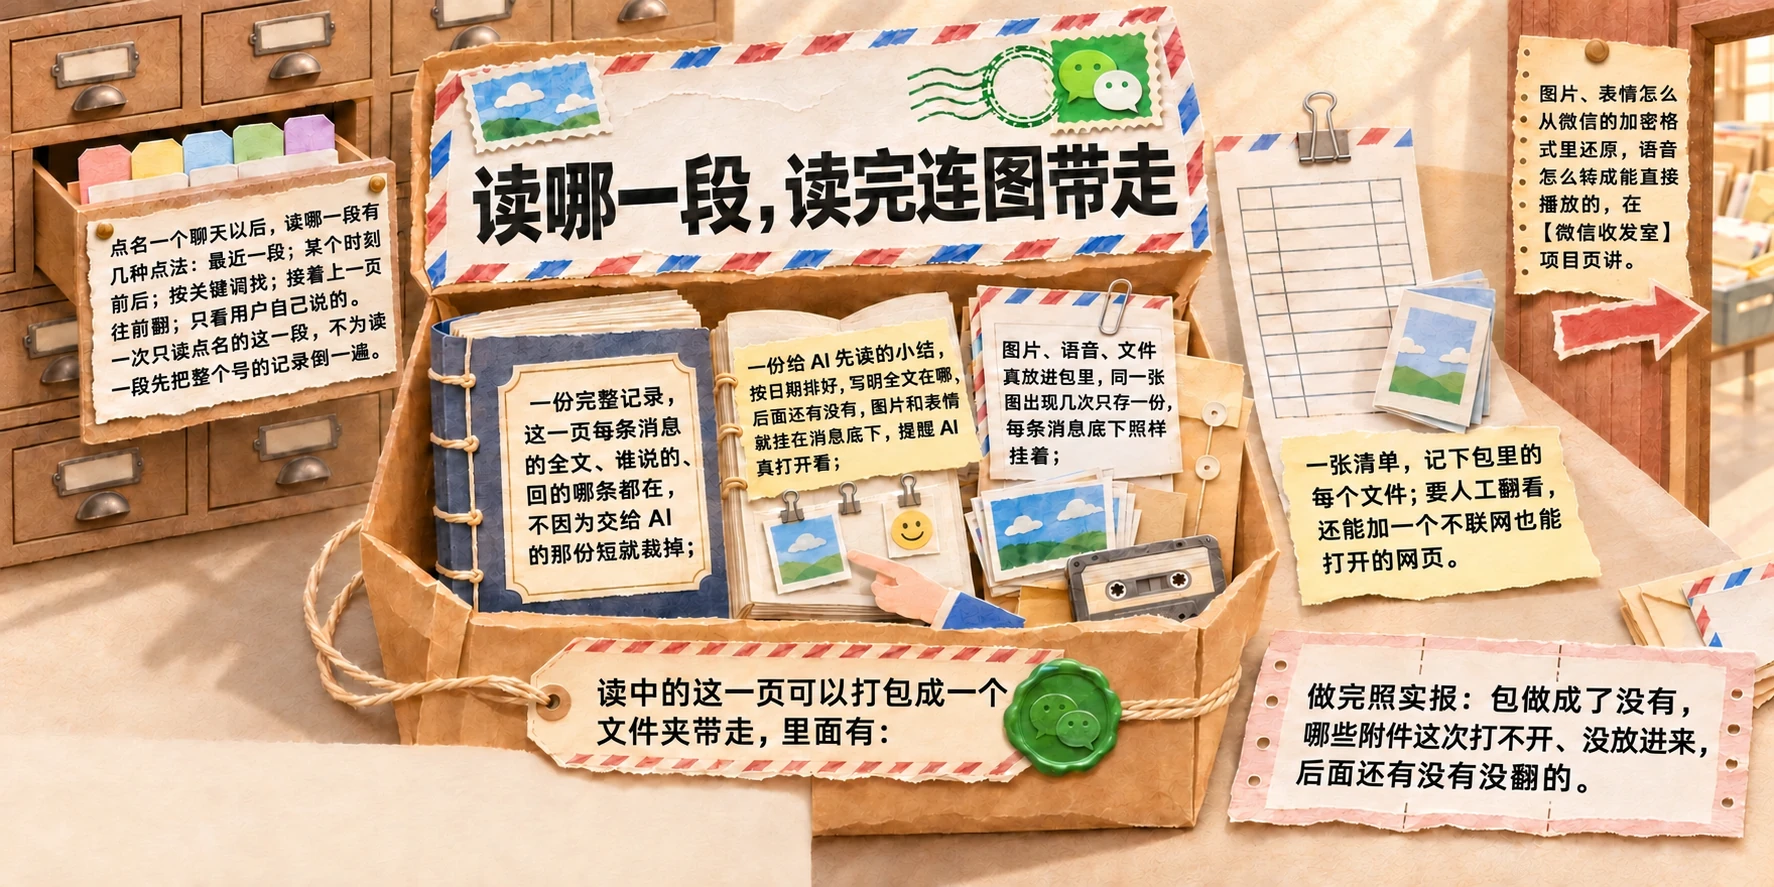 读哪一段，读完连图带走
点名一个聊天以后，读哪一段有
几种点法：最近一段；某个时刻
前后；按关键调找；接着上一页
往前翻；只看用户自己说的。
一次只读点名的这一段，不为读
一段先把整个号的记录倒一遍。
一份完整记录，
这一页每条消息
的全文、谁说的、
回的哪条都在，
不因为交给 AI
的那份短就裁掉；
一份给 AI 先读的小结，
按日期排好，写明全文在哪，
后面还有没有，图片和表情
就挂在消息底下，提醒 AI
真打开看；
图片、语音、文件
真放进包里，同一张
图出现几次只存一份，
每条消息底下照样
挂着；
读中的这一页可以打包成一个
文件夹带走，里面有：
图片、表情怎么
从微信的加密格
式里还原，语音
怎么转成能直接
播放的，在
【微信收发室】
项目页讲。
一张清单，记下包里的
每个文件；要人工翻看，
还能加一个不联网也能
打开的网页。
做完照实报：包做成了没有，
哪些附件这次打不开、没放进来，
后面还有没有没翻的。